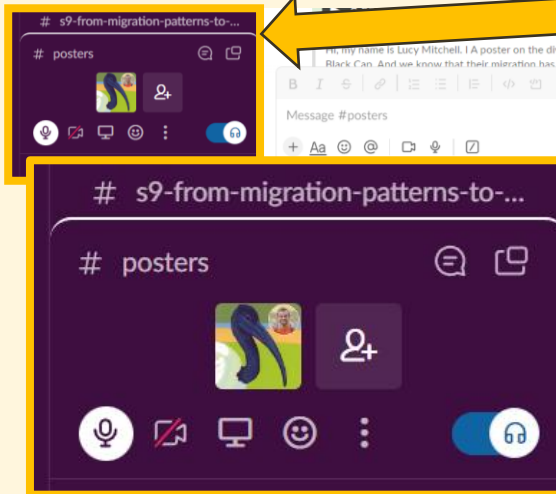 # s9-from-migration-patterns-to-...
# posters
Hi, my name is Lucy Mitchell. I A poster on the di
Black Cap. And we know that their migration has
B I S
Message #posters
+ Aa @
# s9-from-migration-patterns-to-...
# posters